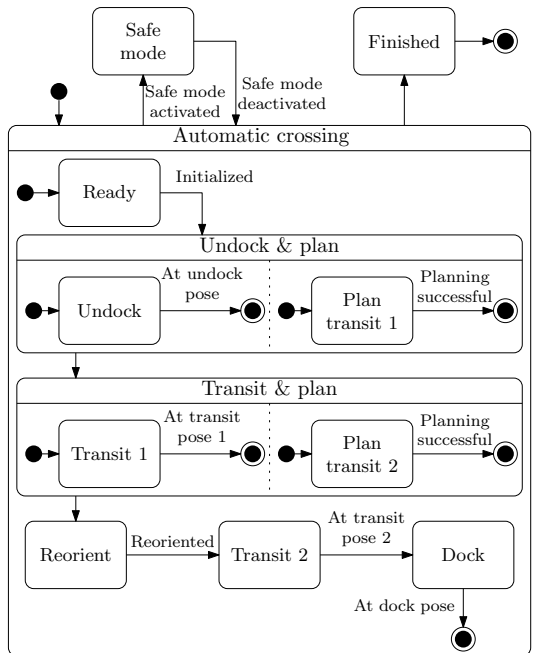 Safe
mode
Finished
Safe mode
activated
Safe mode
deactivated
Automatic crossing
Ready
Initialized
Undock & plan
Undock
At undock
pose
Plan
transit 1
Planning
successful
Transit & plan
Transit 1
At transit
pose 1
Plan
transit 2
Planning
successful
Reorient
Reoriented
Transit 2
At transit
pose 2
Dock
At dock pose